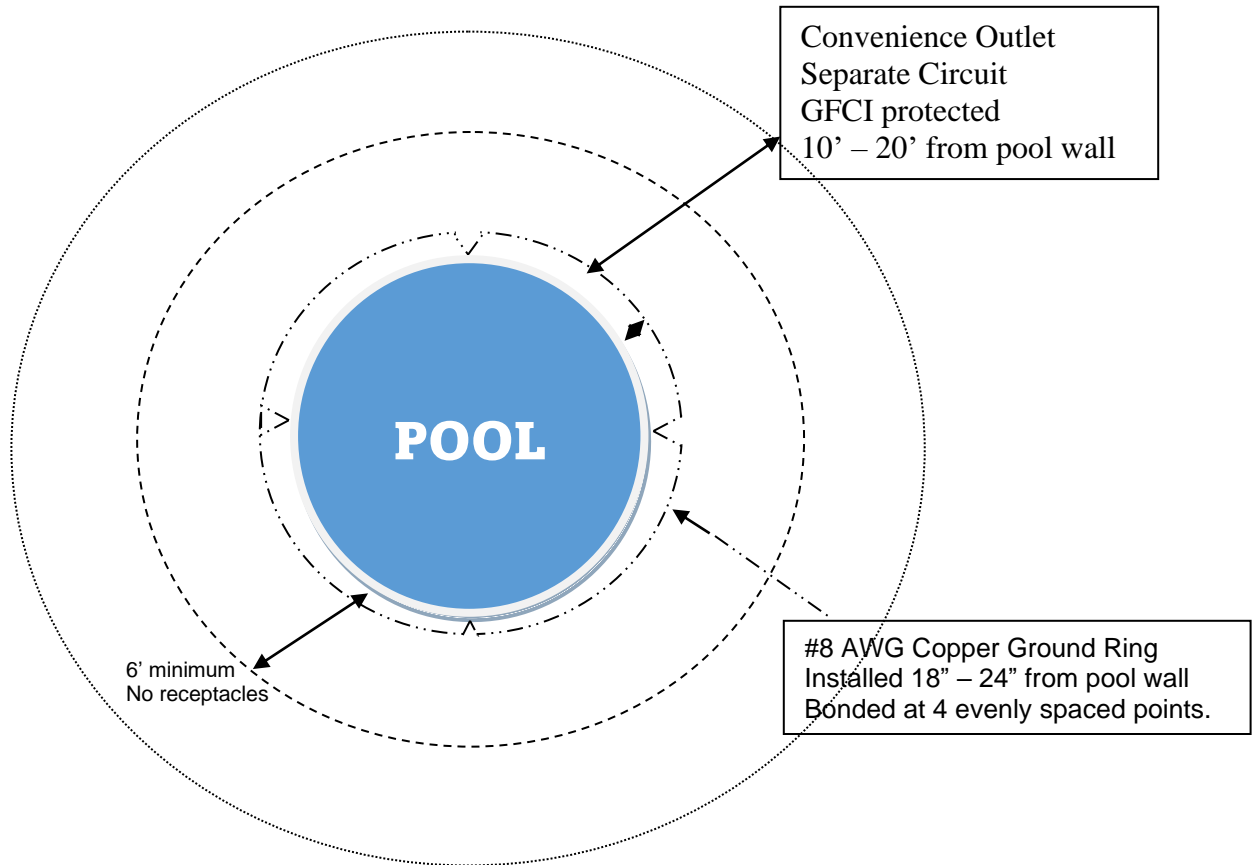 Convenience Outlet
Separate Circuit
GFCI protected
10’ – 20’ from pool wall
POOL
6’ minimum
No receptacles
#8 AWG Copper Ground Ring
Installed 18” – 24” from pool wall
Bonded at 4 evenly spaced points.